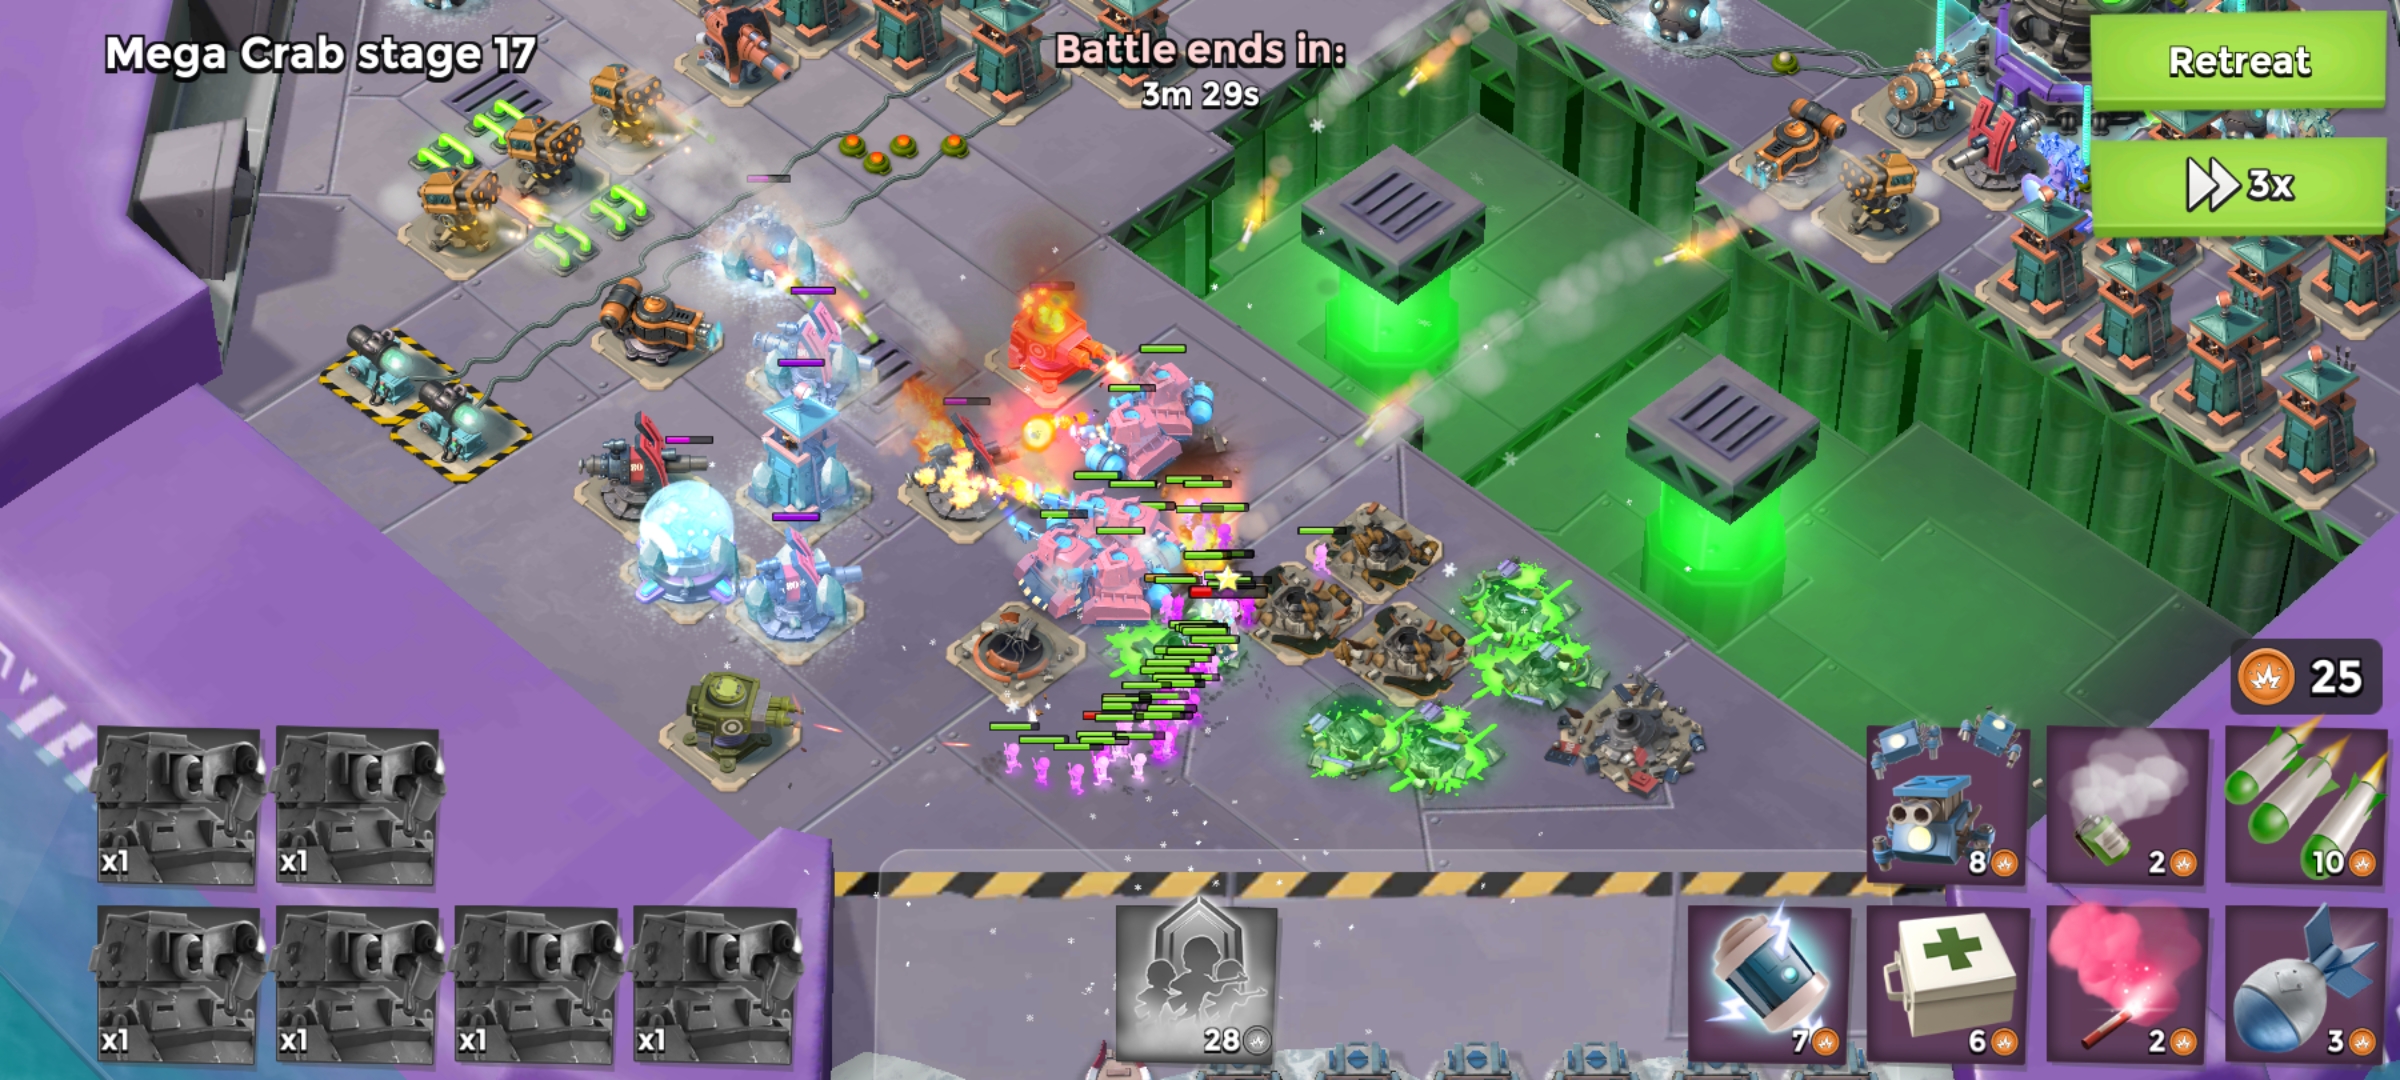 Mega Crab stage 17
Battle ends in:
3m 29s
Retreat
3x
25
x1
x1
8
2
10
x1
x1
x1
x1
28
7
6
2
3